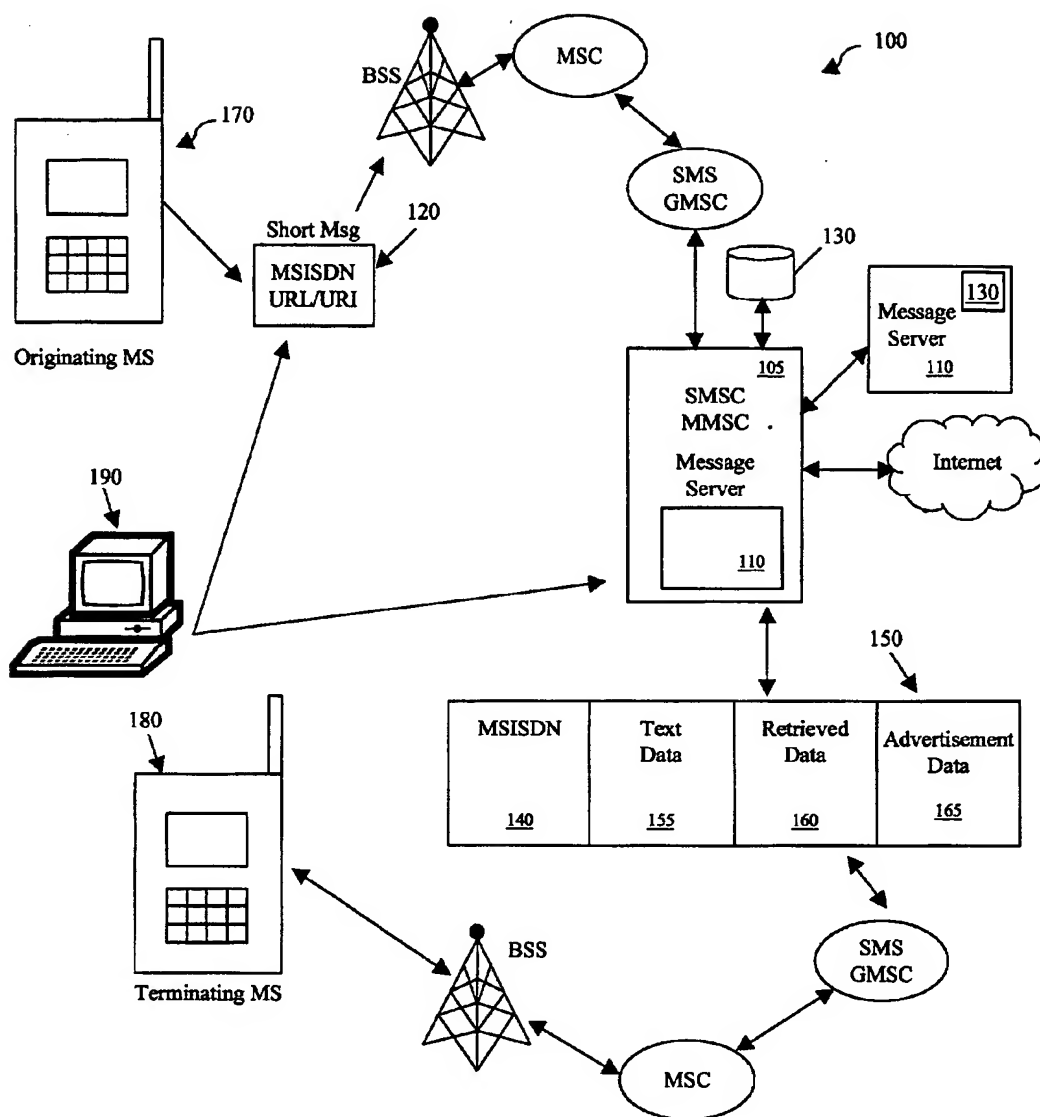 100
BSS
MSC
170
SMS
GMSC
120
Short Msg
MSISDN
URL/URI
130
130
Message
Server
110
Originating MS
105
SMSC
MMSC
Message
Server
110
Internet
190
150
180
MSISDN
140
Text
Data
155
Retrieved
Data
160
Advertisement
Data
165
BSS
SMS
GMSC
Terminating MS
MSC